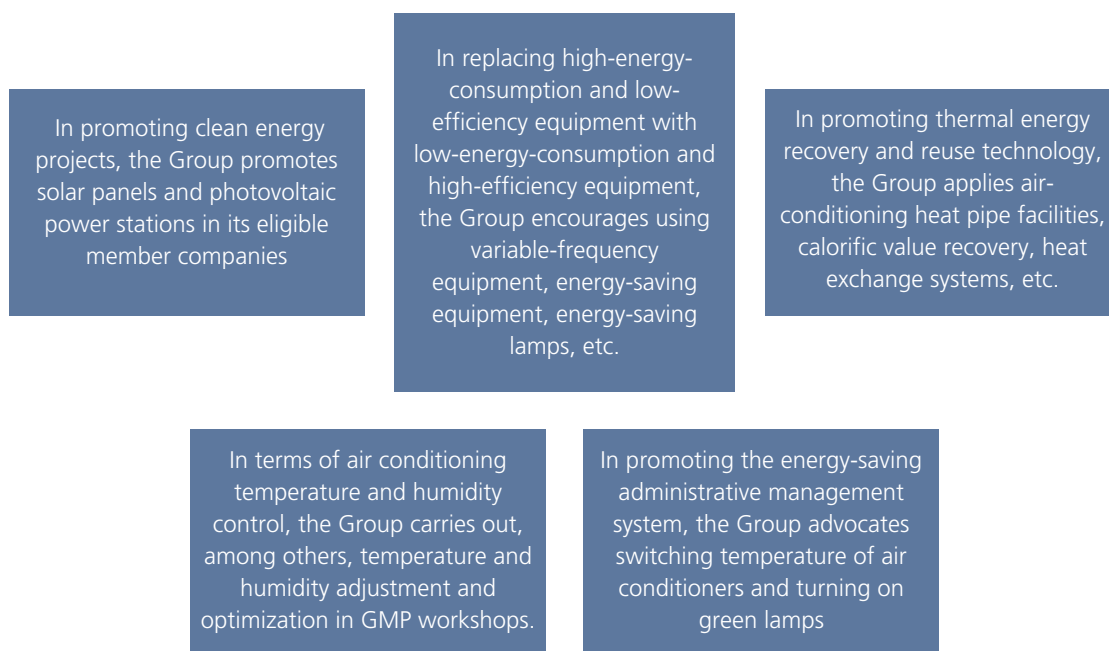 In promoting clean energy
projects, the Group promotes
solar panels and photovoltaic
power stations in its eligible
member companies
In replacing high-energy-
consumption and low-
efficiency equipment with
low-energy-consumption and
high-efficiency equipment,
the Group encourages using
variable-frequency
equipment, energy-saving
equipment, energy-saving
lamps, etc.
In promoting thermal energy
recovery and reuse technology,
the Group applies air-
conditioning heat pipe facilities,
calorific value recovery, heat
exchange systems, etc.
In terms of air conditioning
temperature and humidity
control, the Group carries out,
among others, temperature and
humidity adjustment and
optimization in GMP workshops.
In promoting the energy-saving
administrative management
system, the Group advocates
switching temperature of air
conditioners and turning on
green lamps